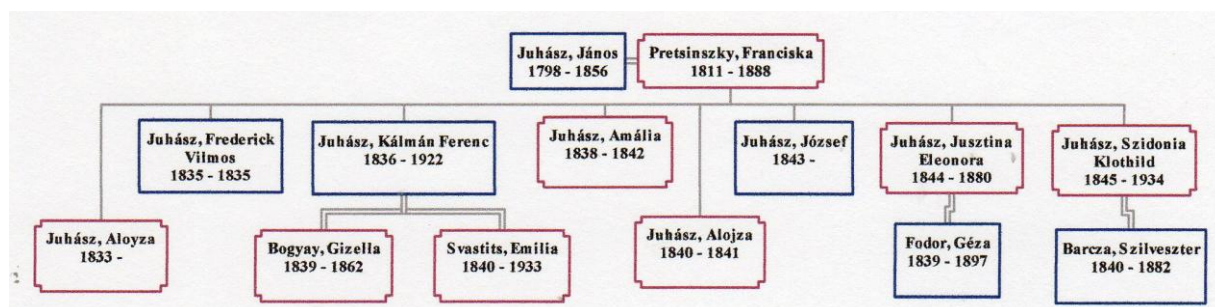 Juhász, János
1798 - 1856
Pretsinszky, Franciska
1811 - 1888
Juhász, Frederick
Vilmos
1835 - 1835
Juhász, Kálmán Ferenc
1836 - 1922
Juhász, Amália
1838 - 1842
Juhász, József
1843 -
Juhász, Jusztina
Eleonora
1844 - 1880
Juhász, Szidonia
Klothild
1845 - 1934
Juhász, Aloyza
1833 -
Bogyay, Gizella
1839 - 1862
Svastits, Emilia
1840 - 1933
Juhász, Alojza
1840 - 1841
Fodor, Géza
1839 - 1897
Barcza, Szilveszter
1840 - 1882